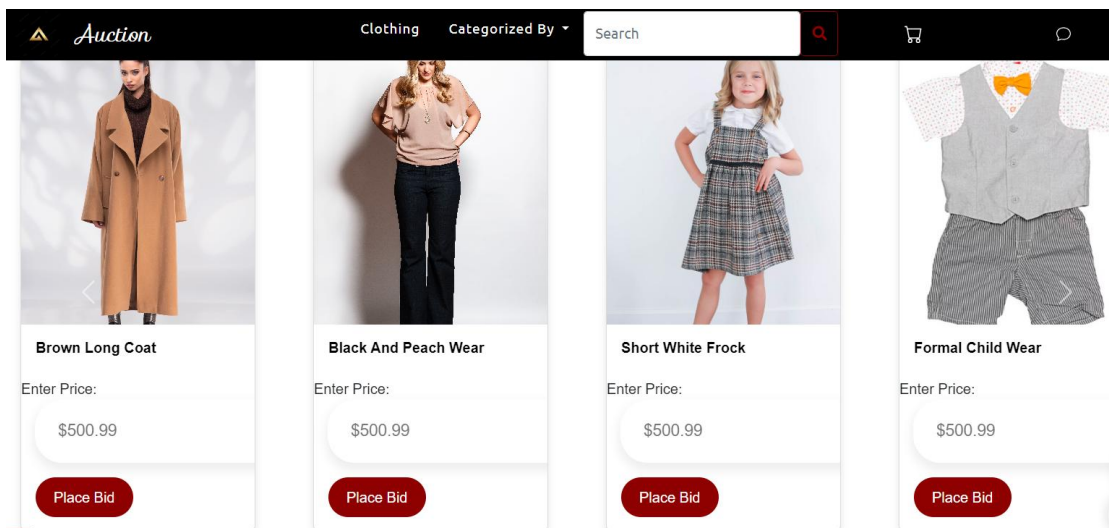 Auction Clothing Categorized By Search
Brown Long Coat Black And Peach Wear Short White Frock Formal Child Wear
Enter Price: Enter Price: Enter Price: Enter Price:
$500.99 $500.99 $500.99 $500.99
Place Bid Place Bid Place Bid Place Bid